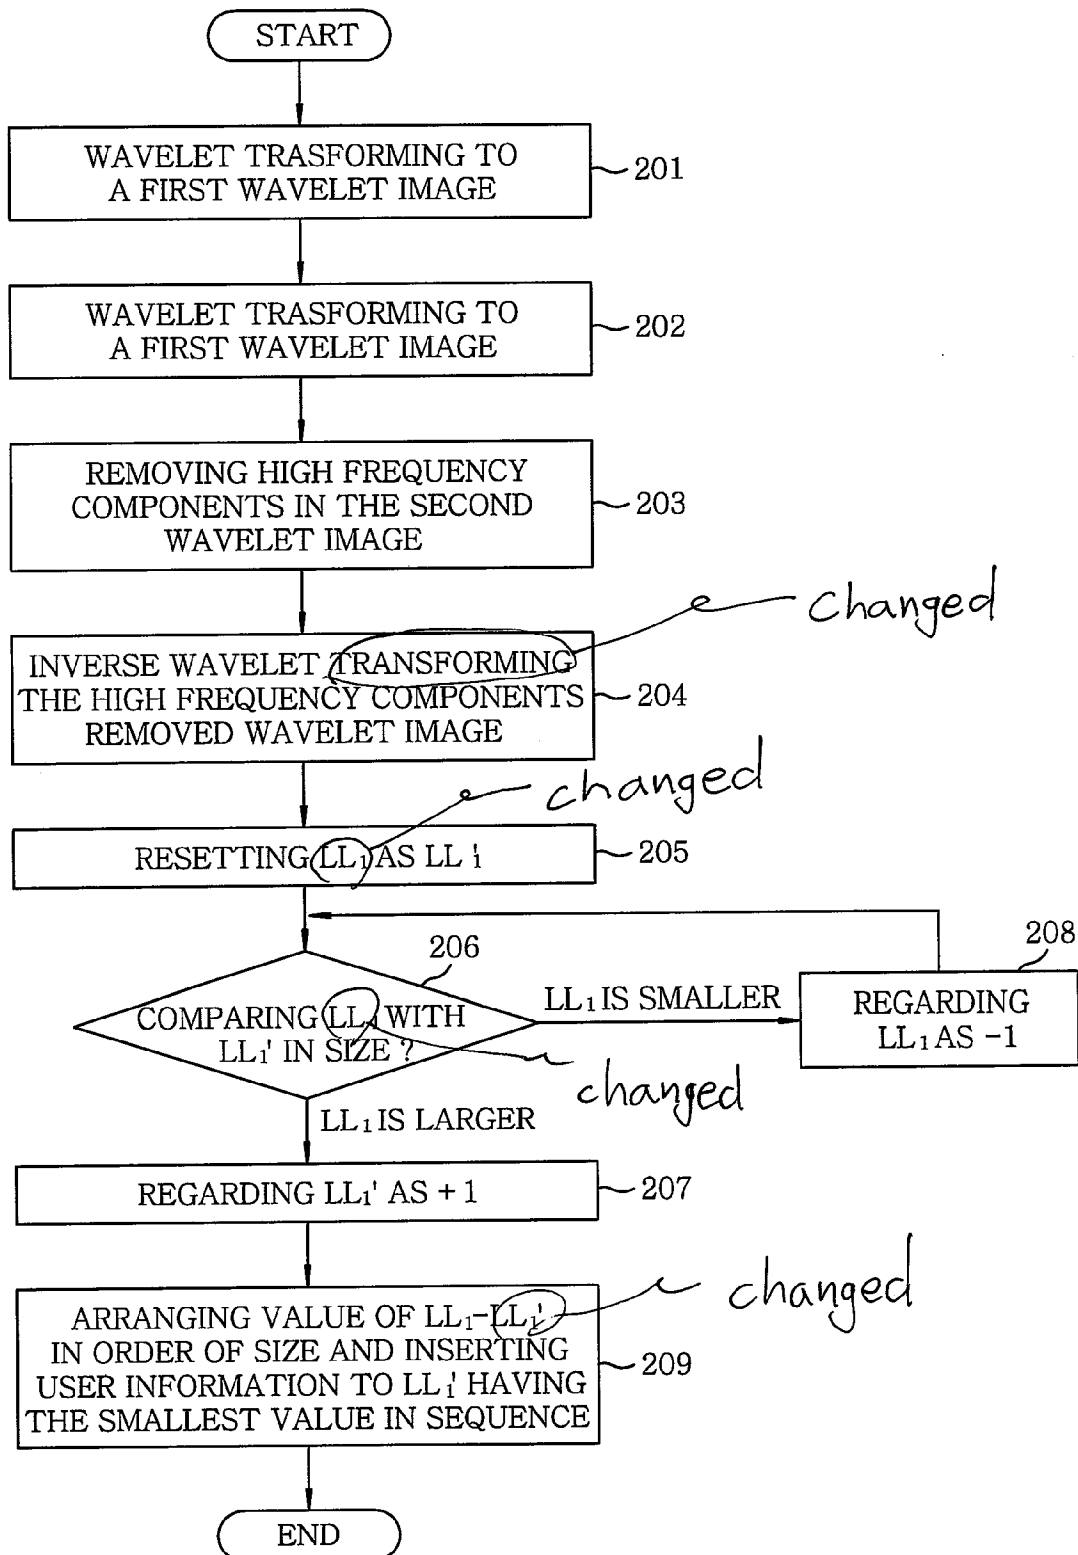 START
WAVELET TRASFORMING TO
A FIRST WAVELET IMAGE
201
WAVELET TRASFORMING TO
A FIRST WAVELET IMAGE
202
REMOVING HIGH FREQUENCY
COMPONENTS IN THE SECOND
WAVELET IMAGE
203
changed
INVERSE WAVELET TRANSFORMING
THE HIGH FREQUENCY COMPONENTS
REMOVED WAVELET IMAGE
204
changed
RESETTING LL₁ AS LL₁'
205
206
COMPARING LL₁ WITH
LL₁' IN SIZE ?
changed
LL₁ IS SMALLER
208
REGARDING
LL₁ AS -1
LL₁ IS LARGER
REGARDING LL₁' AS +1
207
changed
ARRANGING VALUE OF LL₁-LL₁'
IN ORDER OF SIZE AND INSERTING
USER INFORMATION TO LL₁' HAVING
THE SMALLEST VALUE IN SEQUENCE
209
END